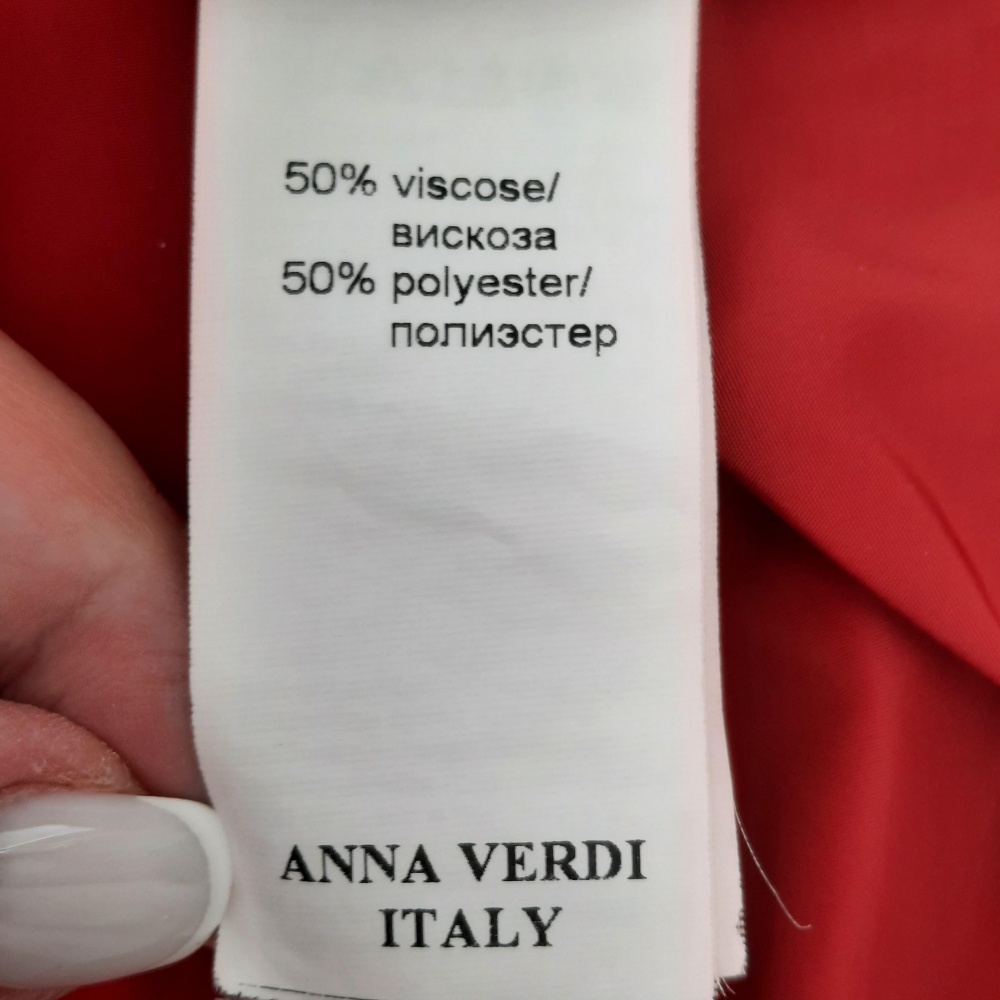 50% viscose/
вискоза
50% polyester/
полиэстер
ANNA VERDI
ITALY